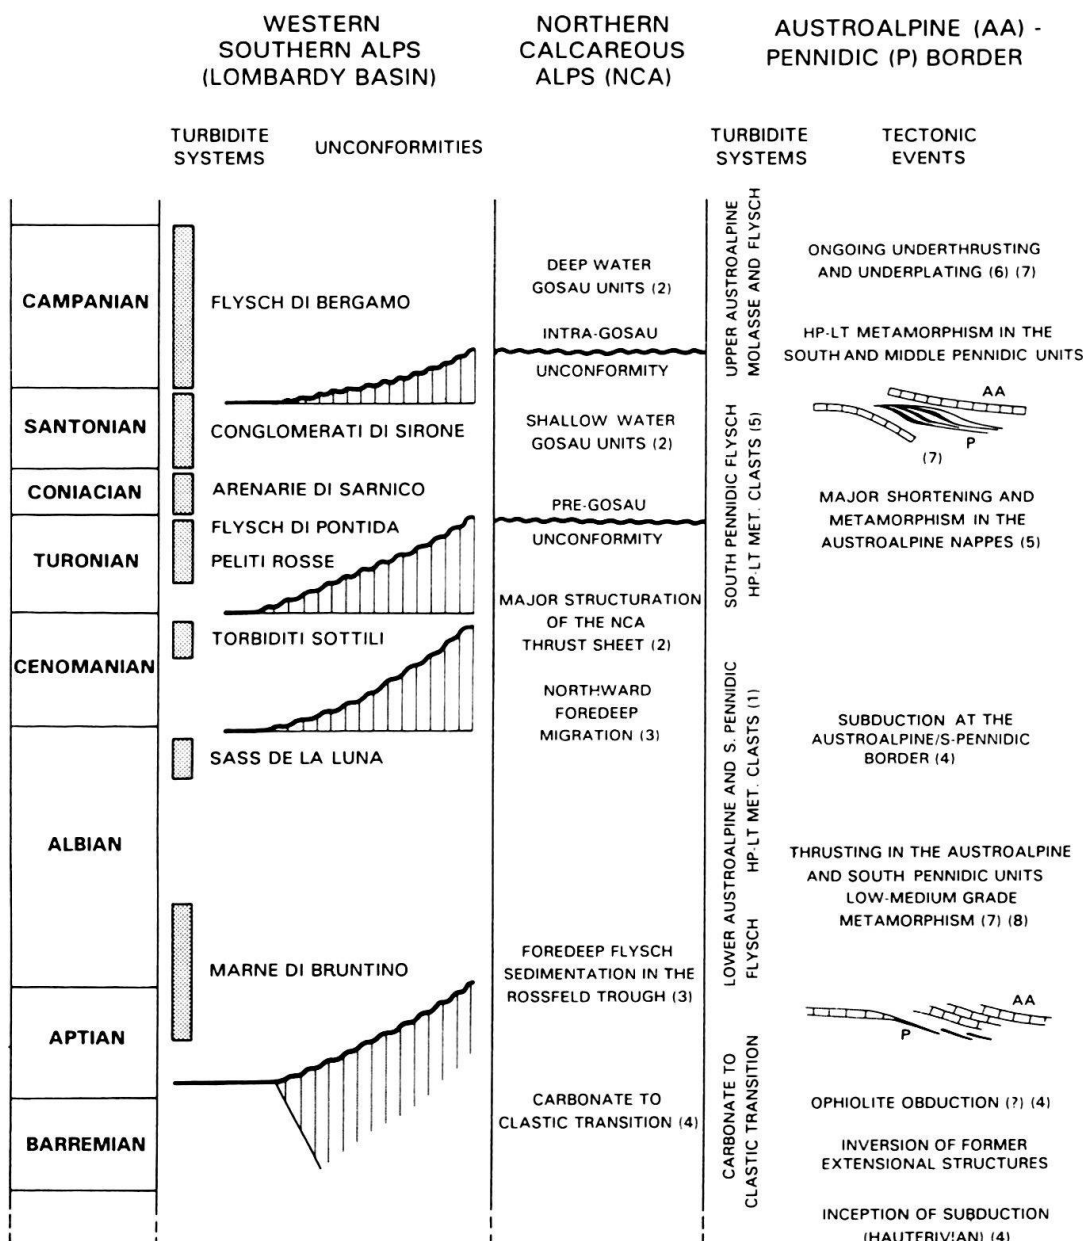 WESTERN
SOUTHERN ALPS
(LOMBARDY BASIN)
NORTHERN
CALCAREOUS
ALPS (NCA)
AUSTROALPINE (AA) -
PENNIDIC (P) BORDER
TURBIDITE
SYSTEMS
UNCONFORMITIES
TURBIDITE
SYSTEMS
TECTONIC
EVENTS
CAMPANIAN
SANTONIAN
CONIACIAN
TURONIAN
CENOMANIAN
ALBIAN
APTIAN
BARREMIAN
FLYSCH DI BERGAMO
CONGLOMERATI DI SIRONE
ARENARIE DI SARNICO
FLYSCH DI PONTIDA
PELITI ROSSE
TORBIDITI SOTTILI
SASS DE LA LUNA
MARNE DI BRUNTINO
DEEP WATER
GOSAU UNITS (2)
INTRA-GOSAU
UNCONFORMITY
SHALLOW WATER
GOSAU UNITS (2)
PRE-GOSAU
UNCONFORMITY
MAJOR STRUCTURATION
OF THE NCA
THRUST SHEET (2)
NORTHWARD
FOREDEEP
MIGRATION (3)
FOREDEEP FLYSCH
SEDIMENTATION IN THE
ROSSFELD TROUGH (3)
CARBONATE TO
CLASTIC TRANSITION (4)
UPPER AUSTROALPINE
MOLASSE AND FLYSCH
SOUTH PENNIDIC FLYSCH
HP-LT MET. CLASTS (5)
LOWER AUSTROALPINE AND S. PENNIDIC
FLYSCH HP-LT MET. CLASTS (1)
CARBONATE TO
CLASTIC TRANSITION
ONGOING UNDERTHRUSTING
AND UNDERPLATING (6) (7)
HP-LT METAMORPHISM IN THE
SOUTH AND MIDDLE PENNIDIC UNITS
AA
P
(7)
MAJOR SHORTENING AND
METAMORPHISM IN THE
AUSTROALPINE NAPPES (5)
SUBDUCTION AT THE
AUSTROALPINE/S-PENNIDIC
BORDER (4)
THRUSTING IN THE AUSTROALPINE
AND SOUTH PENNIDIC UNITS
LOW-MEDIUM GRADE
METAMORPHISM (7) (8)
AA
P
OPHIOLITE OBDUCTION (?) (4)
INVERSION OF FORMER
EXTENSIONAL STRUCTURES
INCEPTION OF SUBDUCTION
(HAUTERIVIAN) (4)